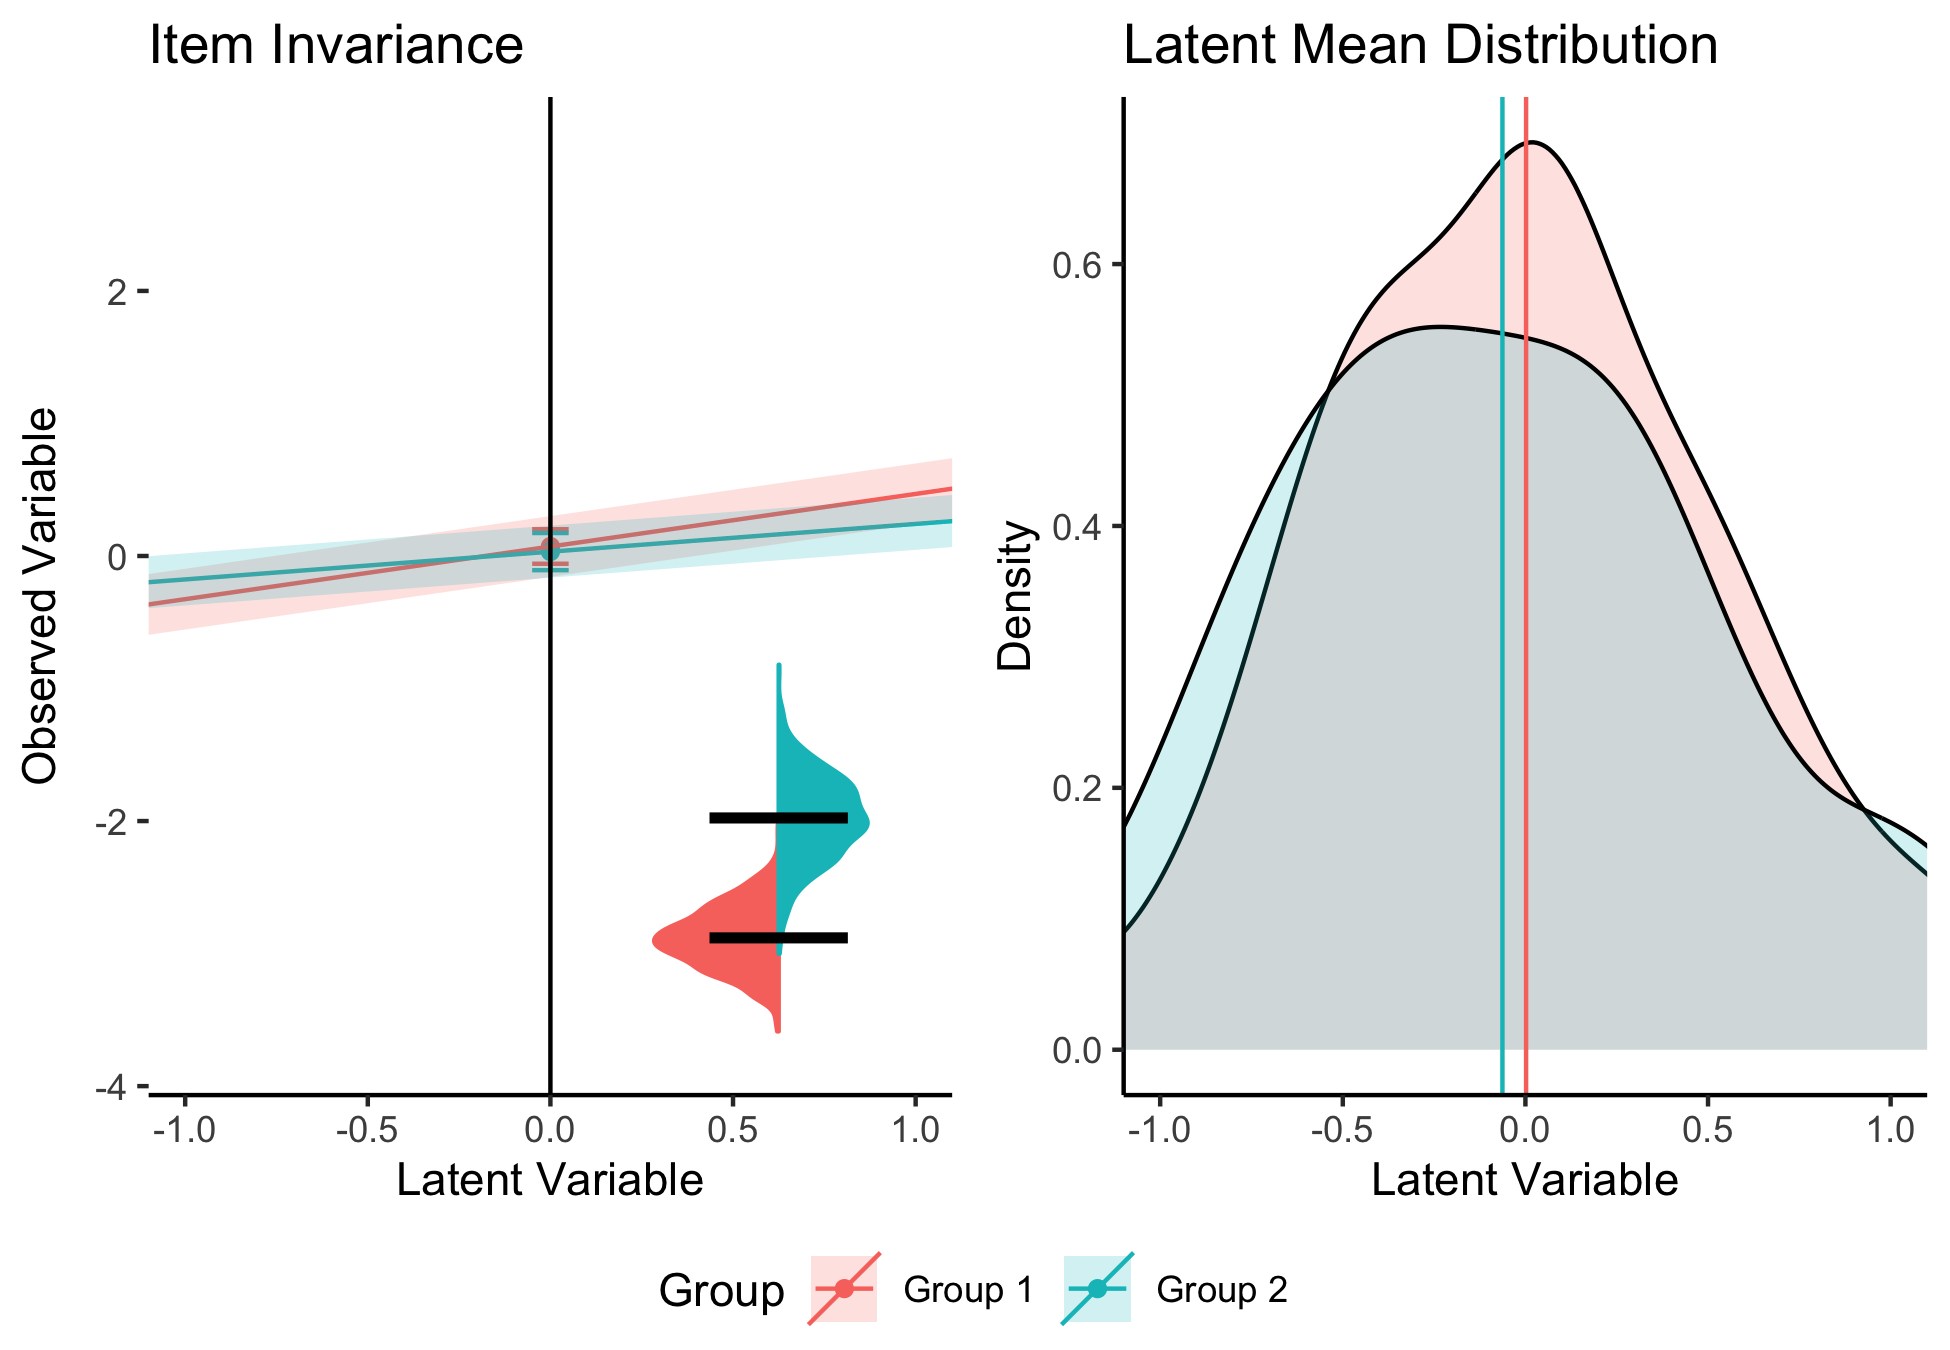 Item Invariance
Observed Variable
2
0
-2
-4
-1.0 -0.5 0.0 0.5 1.0
Latent Variable
Latent Mean Distribution
Density
0.6
0.4
0.2
0.0
-1.0 -0.5 0.0 0.5 1.0
Latent Variable
Group Group 1 Group 2